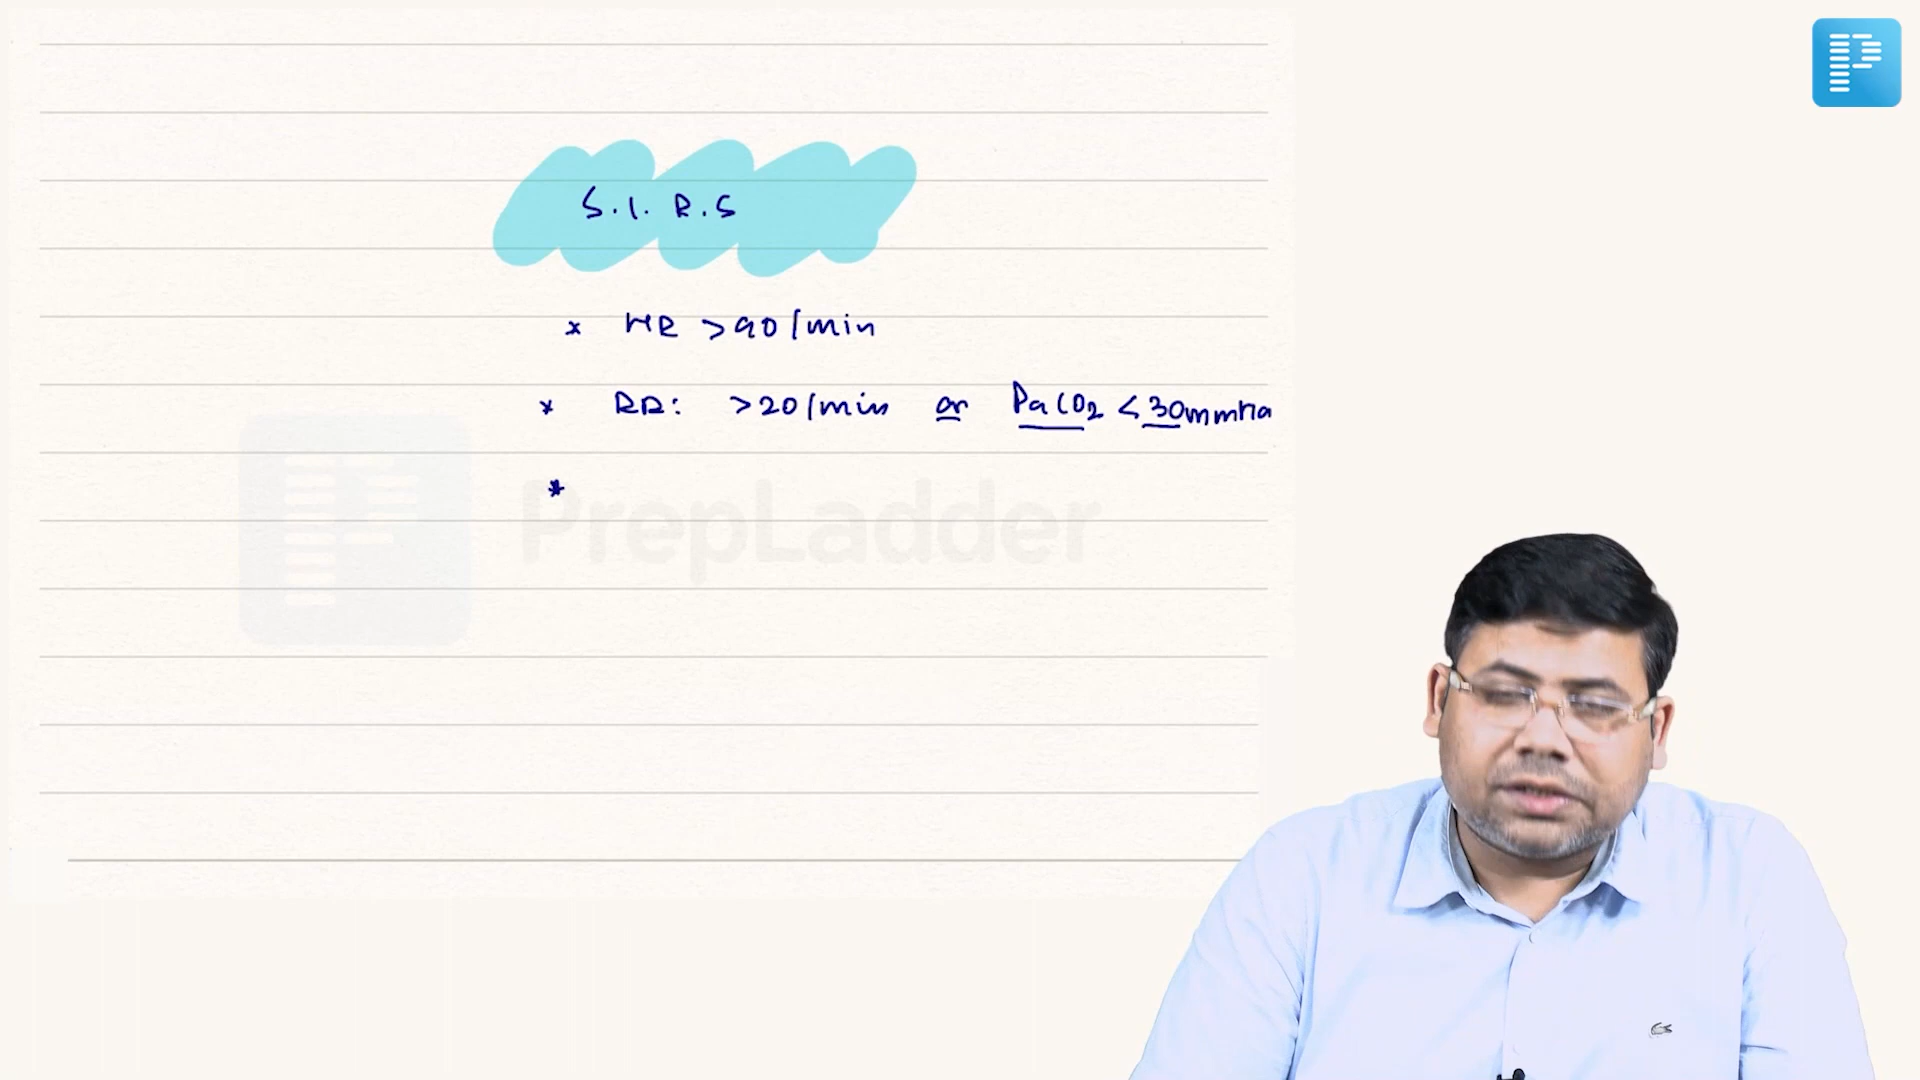 S.I.R.S
* HR >90/min
* RR: >20/min or PaCO2 <30mmHg
*
PrepLadder